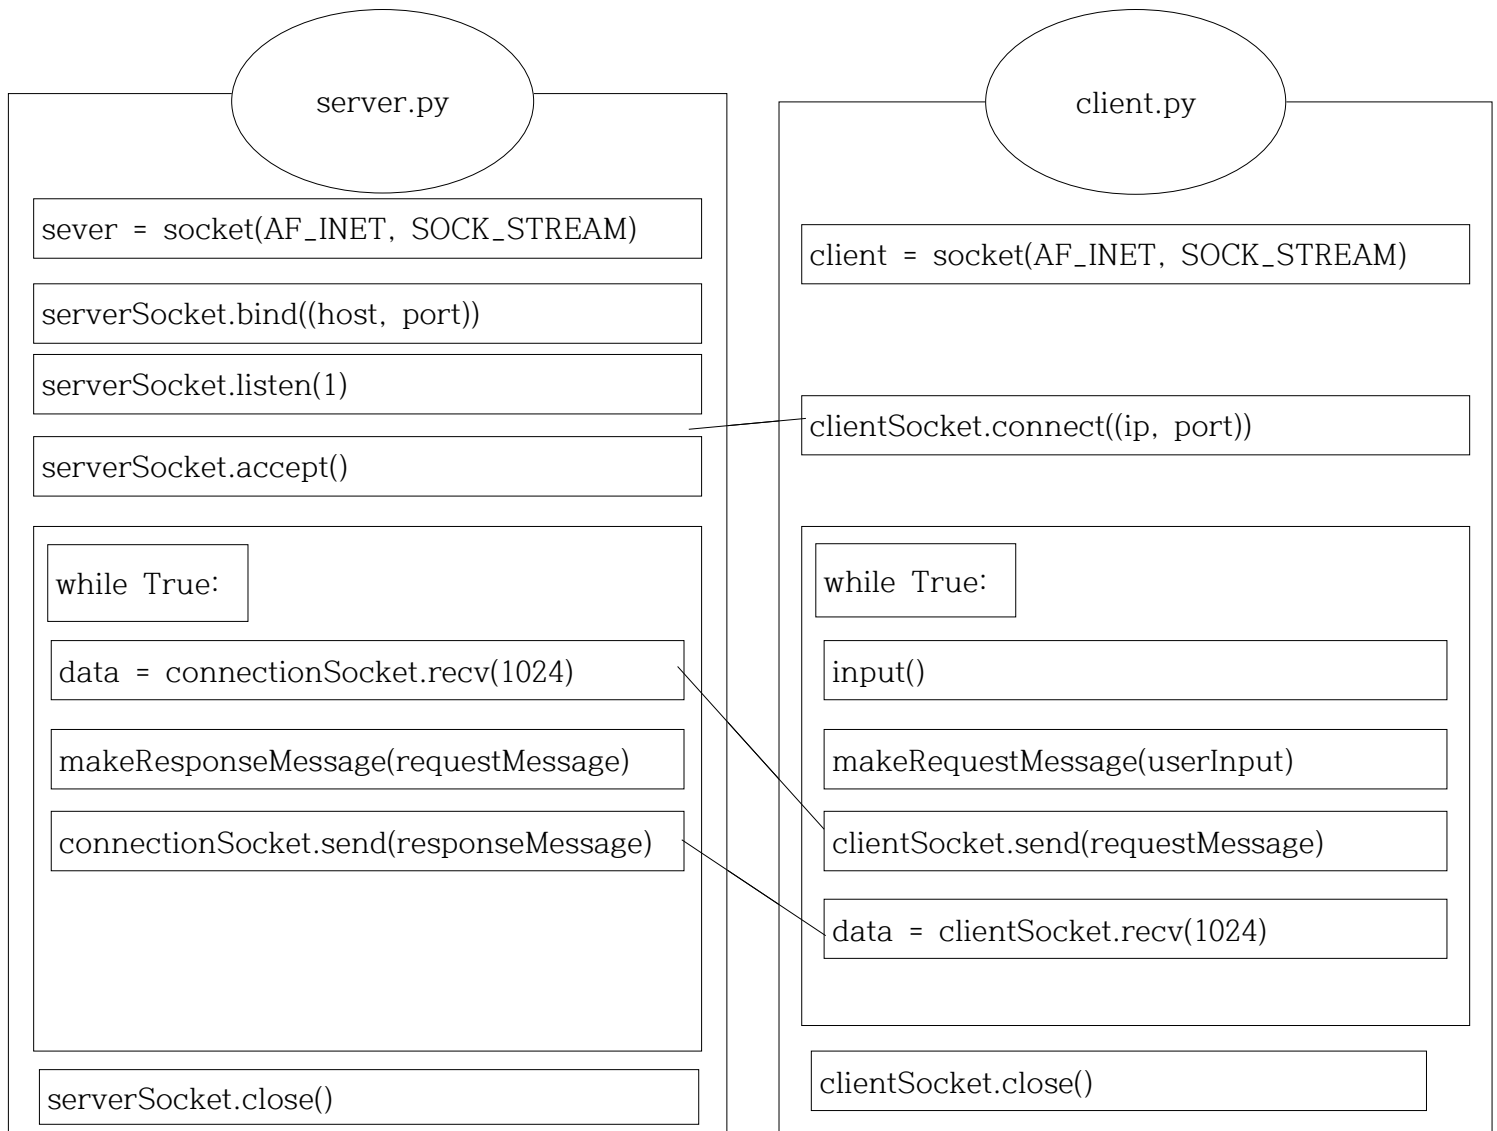 server.py
sever = socket(AF_INET, SOCK_STREAM)
serverSocket.bind((host, port))
serverSocket.listen(1)
serverSocket.accept()
while True:
data = connectionSocket.recv(1024)
makeResponseMessage(requestMessage)
connectionSocket.send(responseMessage)
serverSocket.close()
client.py
client = socket(AF_INET, SOCK_STREAM)
clientSocket.connect((ip, port))
while True:
input()
makeRequestMessage(userInput)
clientSocket.send(requestMessage)
data = clientSocket.recv(1024)
clientSocket.close()